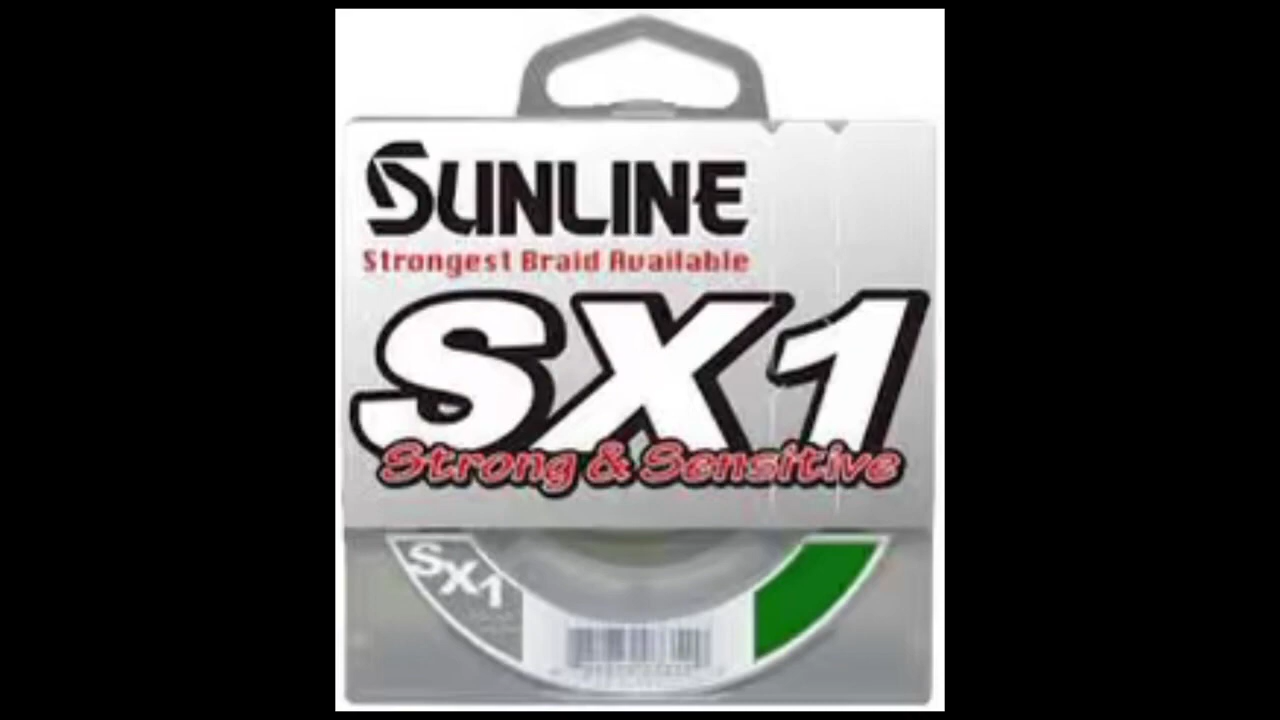 SUNLINE
Strongest Braid Available
SX1
Strong & Sensitive
SX1